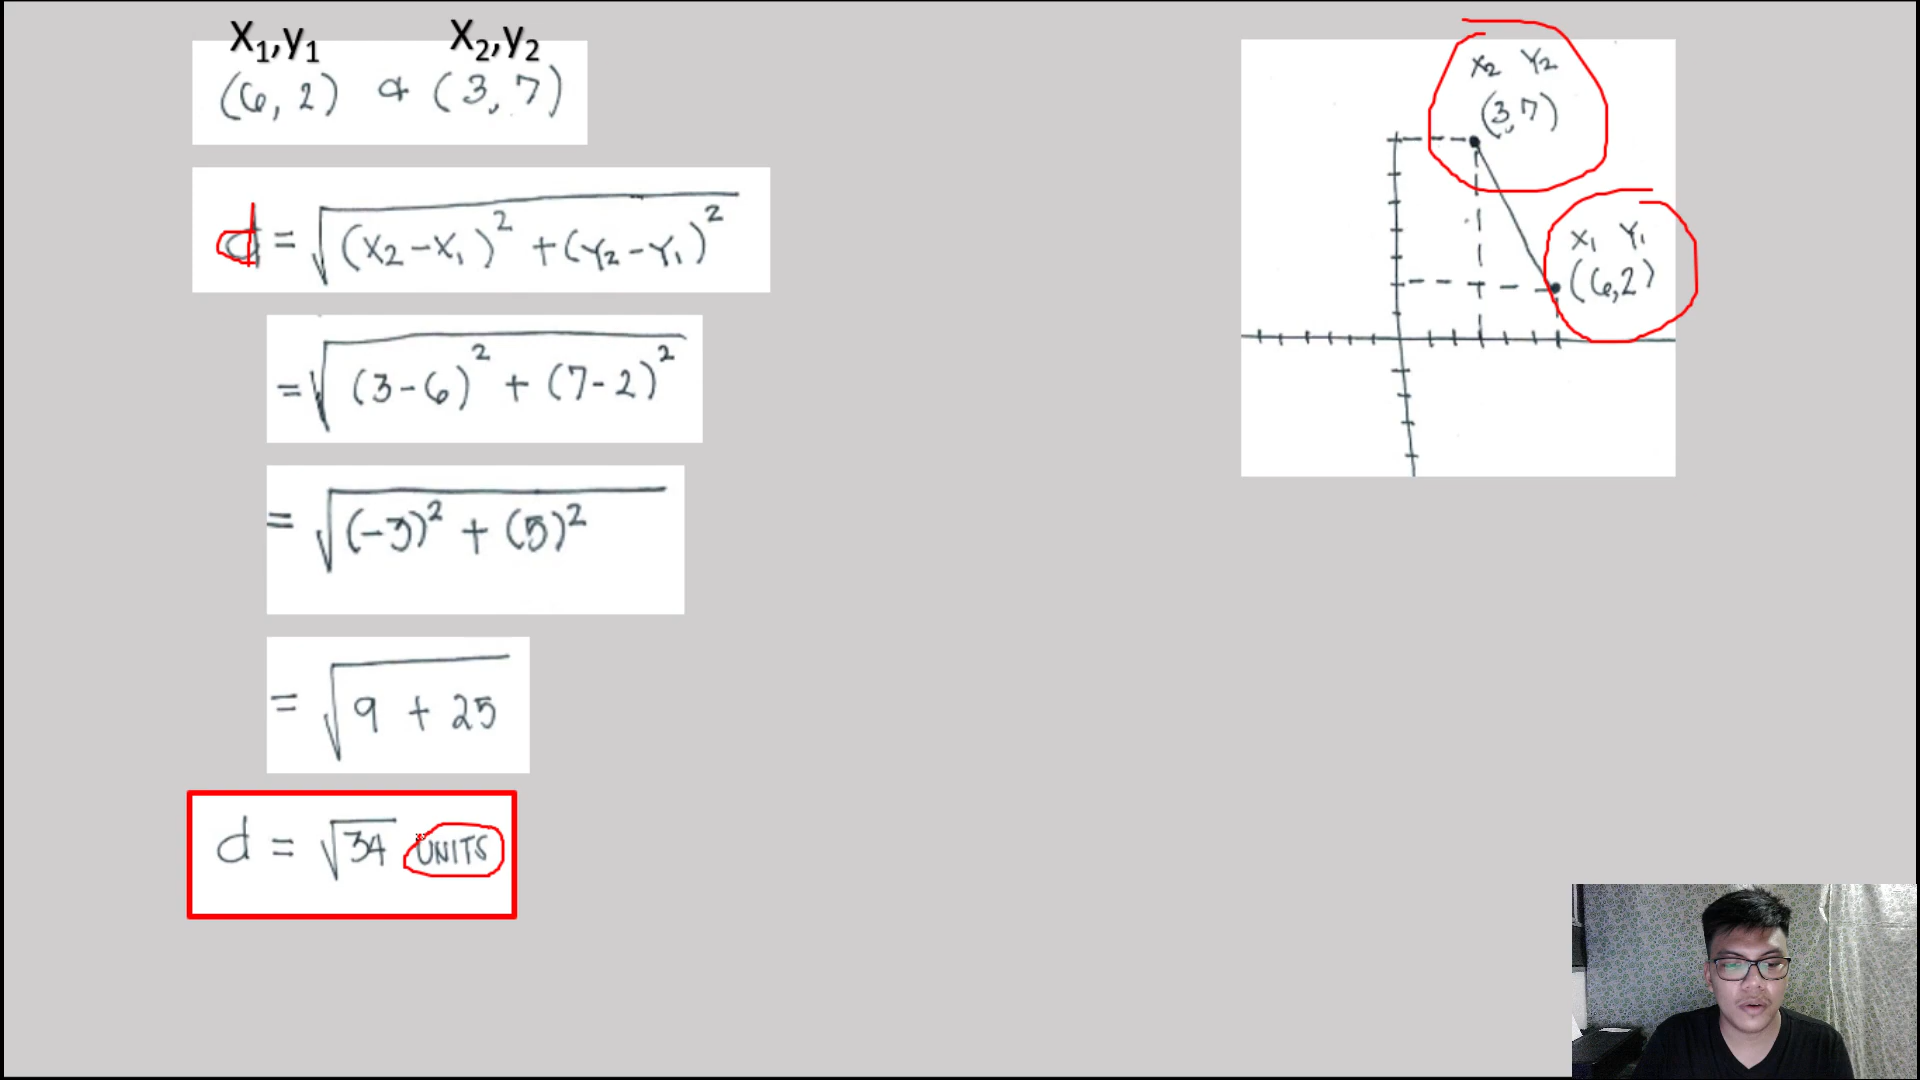 X₁,y₁ X₂,y₂
(6, 2) & (3, 7)
d = √(X₂-X₁)² + (Y₂-Y₁)²
= √(3-6)² + (7-2)²
= √(-3)² + (5)²
= √9 + 25
d = √34 UNITS
X₂ Y₂
(3,7)
X₁ Y₁
(6,2)